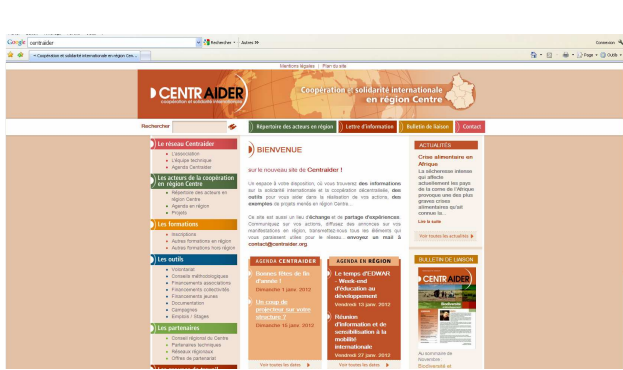 Google centraider Rechercher Autres >> Connexion
Coopération et solidarité internationale en région Cen... Page Outils
Mentions légales | Plan du site
CENTRAIDER
coopération et solidarité internationales
Coopération et solidarité internationale
en région Centre
Rechercher
Répertoire des acteurs en région
Lettre d'information
Bulletin de liaison
Contact
Le réseau Centraider
L'association
L'équipe technique
Agenda Centraider
Les acteurs de la coopération
en région Centre
Répertoire des acteurs en
région Centre
Agenda en région
Projets
Les formations
Inscriptions
Autres formations en région
Autres formations hors région
Les outils
Volontariat
Conseils méthodologiques
Financements associations
Financements collectivités
Financements jeunes
Documentation
Campagnes
Emplois / Stages
Les partenaires
Conseil régional du Centre
Partenaires techniques
Réseaux régionaux
Offres de partenariat
BIENVENUE
sur le nouveau site de Centraider !
Un espace à votre disposition, où vous trouverez des informations
sur la solidarité internationale et la coopération décentralisée, des
outils pour vous aider dans la réalisation de vos actions, des
exemples de projets menés en région Centre...
Ce site est aussi un lieu d'échange et de partage d'expériences.
Communiquez sur vos actions, diffusez des annonces sur vos
manifestations en région, transmettez-nous tous les éléments qui
vous paraissent utiles pour le réseau... envoyez un mail à
contact@centraider.org.
AGENDA CENTRAIDER
Bonnes fêtes de fin
d'année !
Dimanche 1 janv. 2012
Un coup de
projecteur sur votre
structure ?
Dimanche 15 janv. 2012
Voir toutes les dates
AGENDA EN RÉGION
Le temps d'EDWAR
- Week-end
d'éducation au
développement
Vendredi 13 janv. 2012
Réunion
d'information et de
sensibilisation à la
mobilité
internationale
Vendredi 27 janv. 2012
Voir toutes les dates
ACTUALITÉS
Crise alimentaire en
Afrique
La sécheresse intense
qui affecte
actuellement les pays
de la corne de l'Afrique
provoque une des plus
graves crises
alimentaires qu'ait
connue la...
Lire la suite
Voir toutes les actualités
BULLETIN DE LIAISON
CENTRAIDER
Biodiversité
Au sommaire de
Novembre :
Biodiversité et